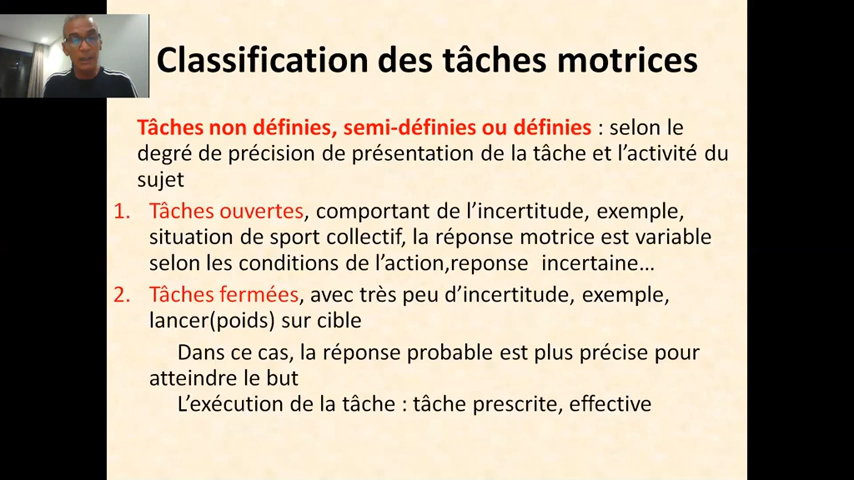 Classification des tâches motrices
Tâches non définies, semi-définies ou définies : selon le
degré de précision de présentation de la tâche et l’activité du
sujet
1. Tâches ouvertes, comportant de l’incertitude, exemple,
situation de sport collectif, la réponse motrice est variable
selon les conditions de l’action,reponse incertaine…
2. Tâches fermées, avec très peu d’incertitude, exemple,
lancer(poids) sur cible
Dans ce cas, la réponse probable est plus précise pour
atteindre le but
L’exécution de la tâche : tâche prescrite, effective